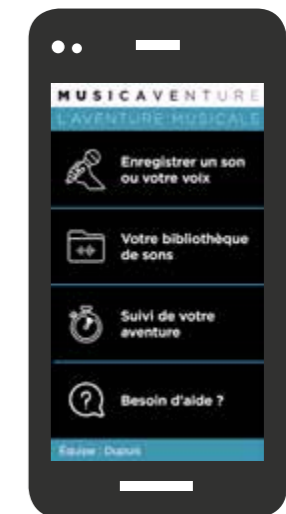 MUSICAVENTURE
L'AVENTURE MUSICALE
Enregistrer un son
ou votre voix
Votre bibliothèque
de sons
Suivi de votre
aventure
Besoin d'aide ?
Équipe : Dupuis